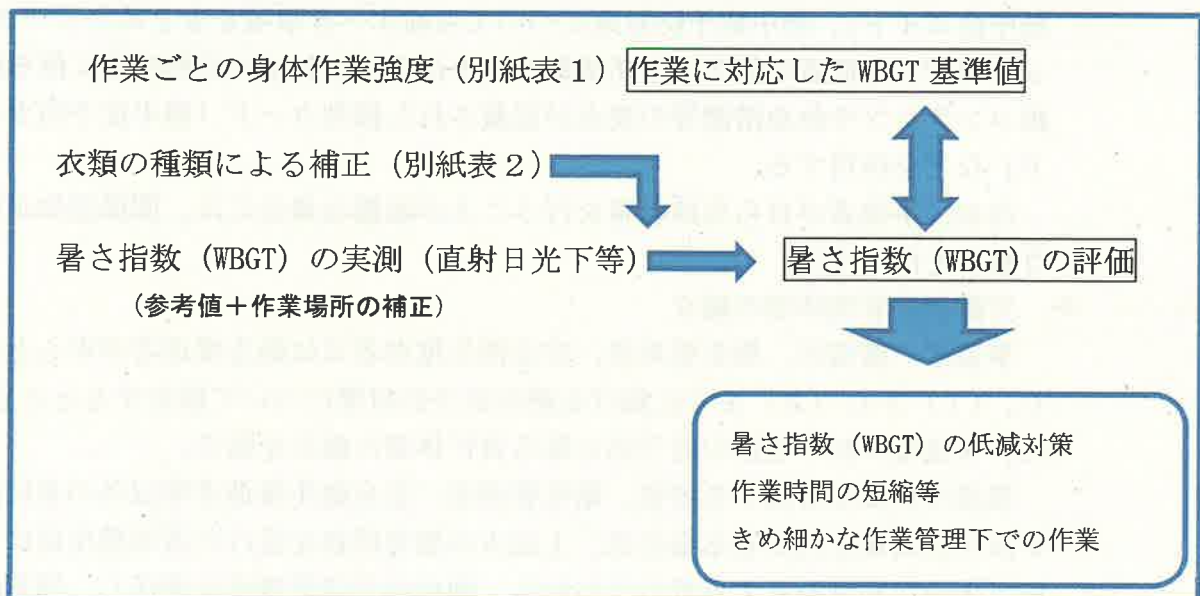 作業ごとの身体作業強度（別紙表１）作業に対応した WBGT 基準値
衣類の種類による補正（別紙表２）
暑さ指数（WBGT）の実測（直射日光下等）
暑さ指数（WBGT）の評価
（参考値＋作業場所の補正）
暑さ指数（WBGT）の低減対策
作業時間の短縮等
きめ細かな作業管理下での作業